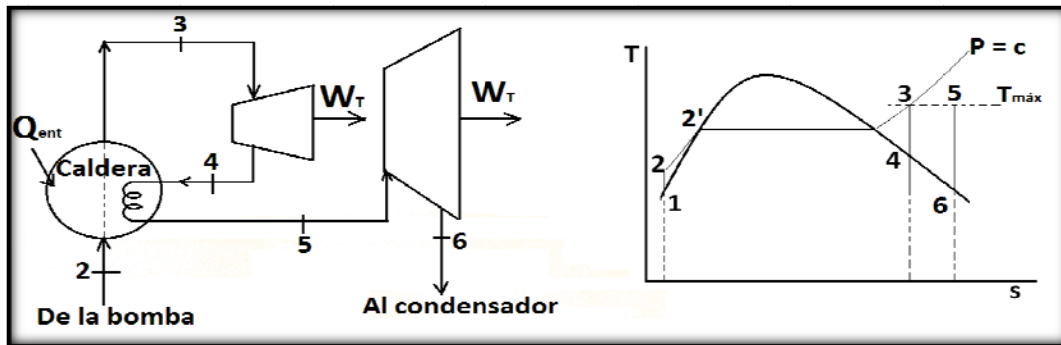 3
W_T
W_T
Q_ent
Caldera
4
5
2
6
De la bomba
Al condensador
T
P = c
3
5
T_máx
2'
2
4
1
6
s